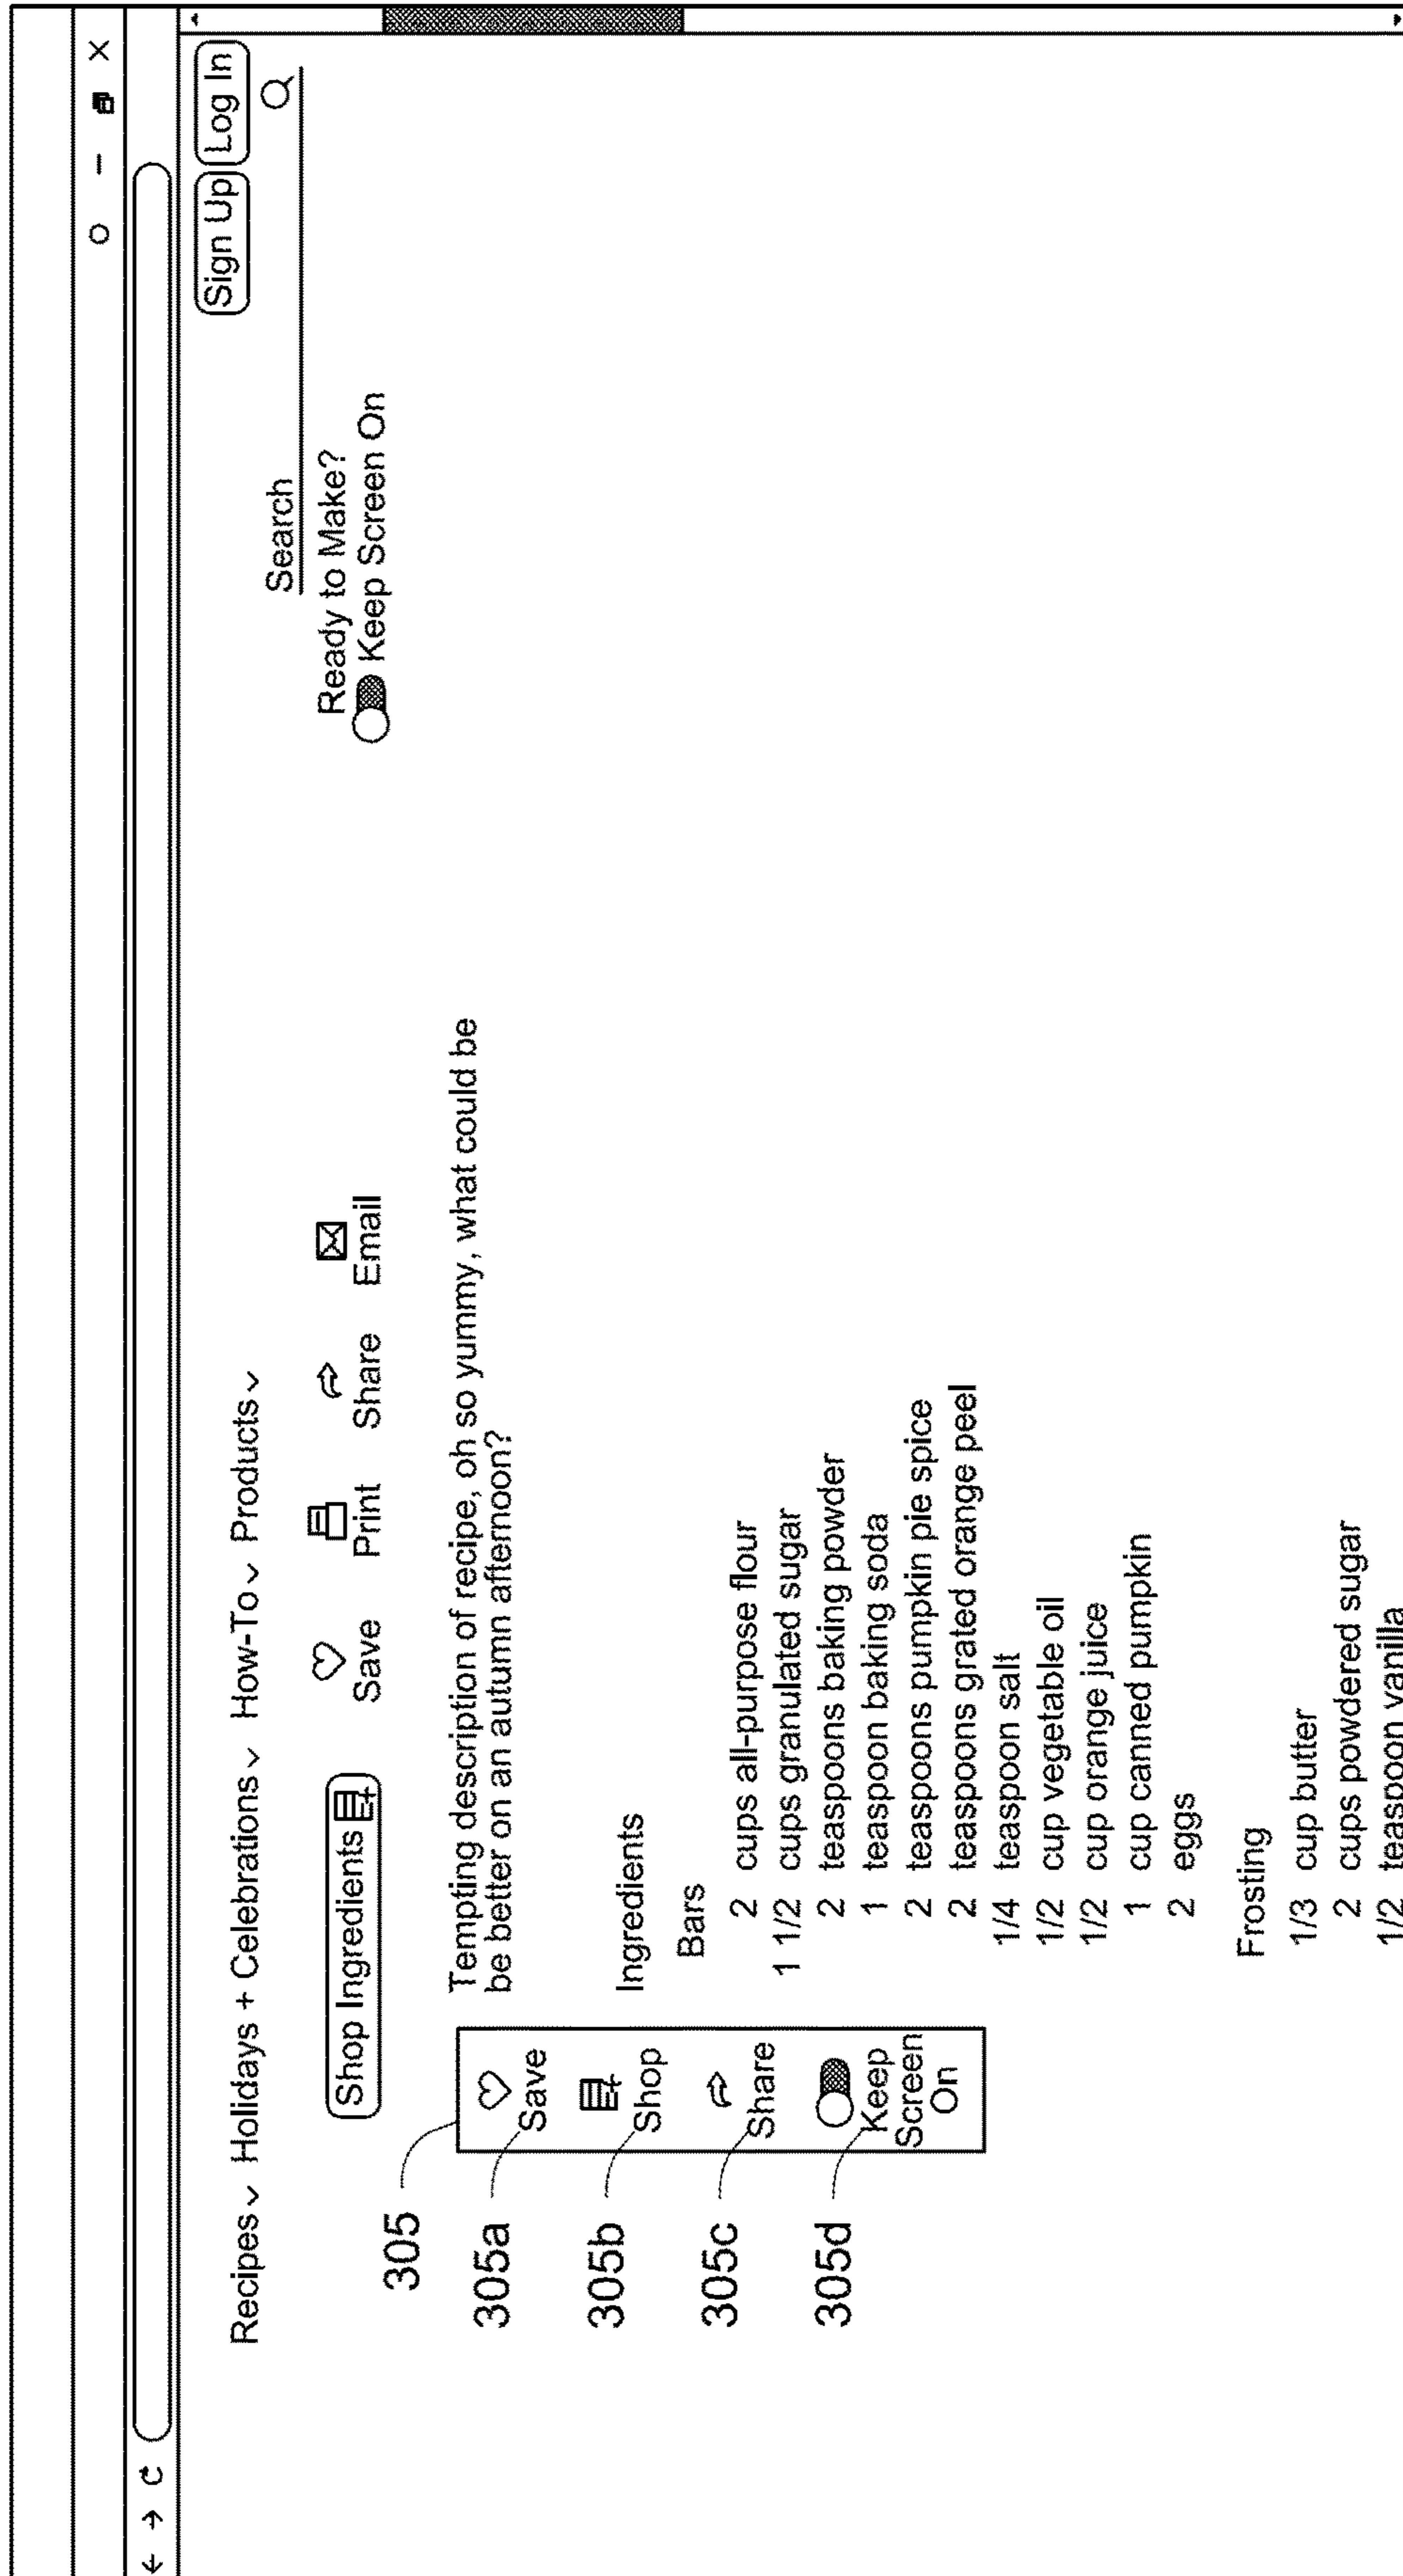 Sign Up Log In
Recipes Holidays + Celebrations How-To Products Search
Shop Ingredients Save Print Share Email
Ready to Make?
Keep Screen On
305
305a Save
305b Shop
305c Share
305d Keep
Screen
On
Tempting description of recipe, oh so yummy, what could be
be better on an autumn afternoon?
Ingredients
Bars
2 cups all-purpose flour
1 1/2 cups granulated sugar
2 teaspoons baking powder
1 teaspoon baking soda
2 teaspoons pumpkin pie spice
2 teaspoons grated orange peel
1/4 teaspoon salt
1/2 cup vegetable oil
1/2 cup orange juice
1 cup canned pumpkin
2 eggs
Frosting
1/3 cup butter
2 cups powdered sugar
1/2 teaspoon vanilla